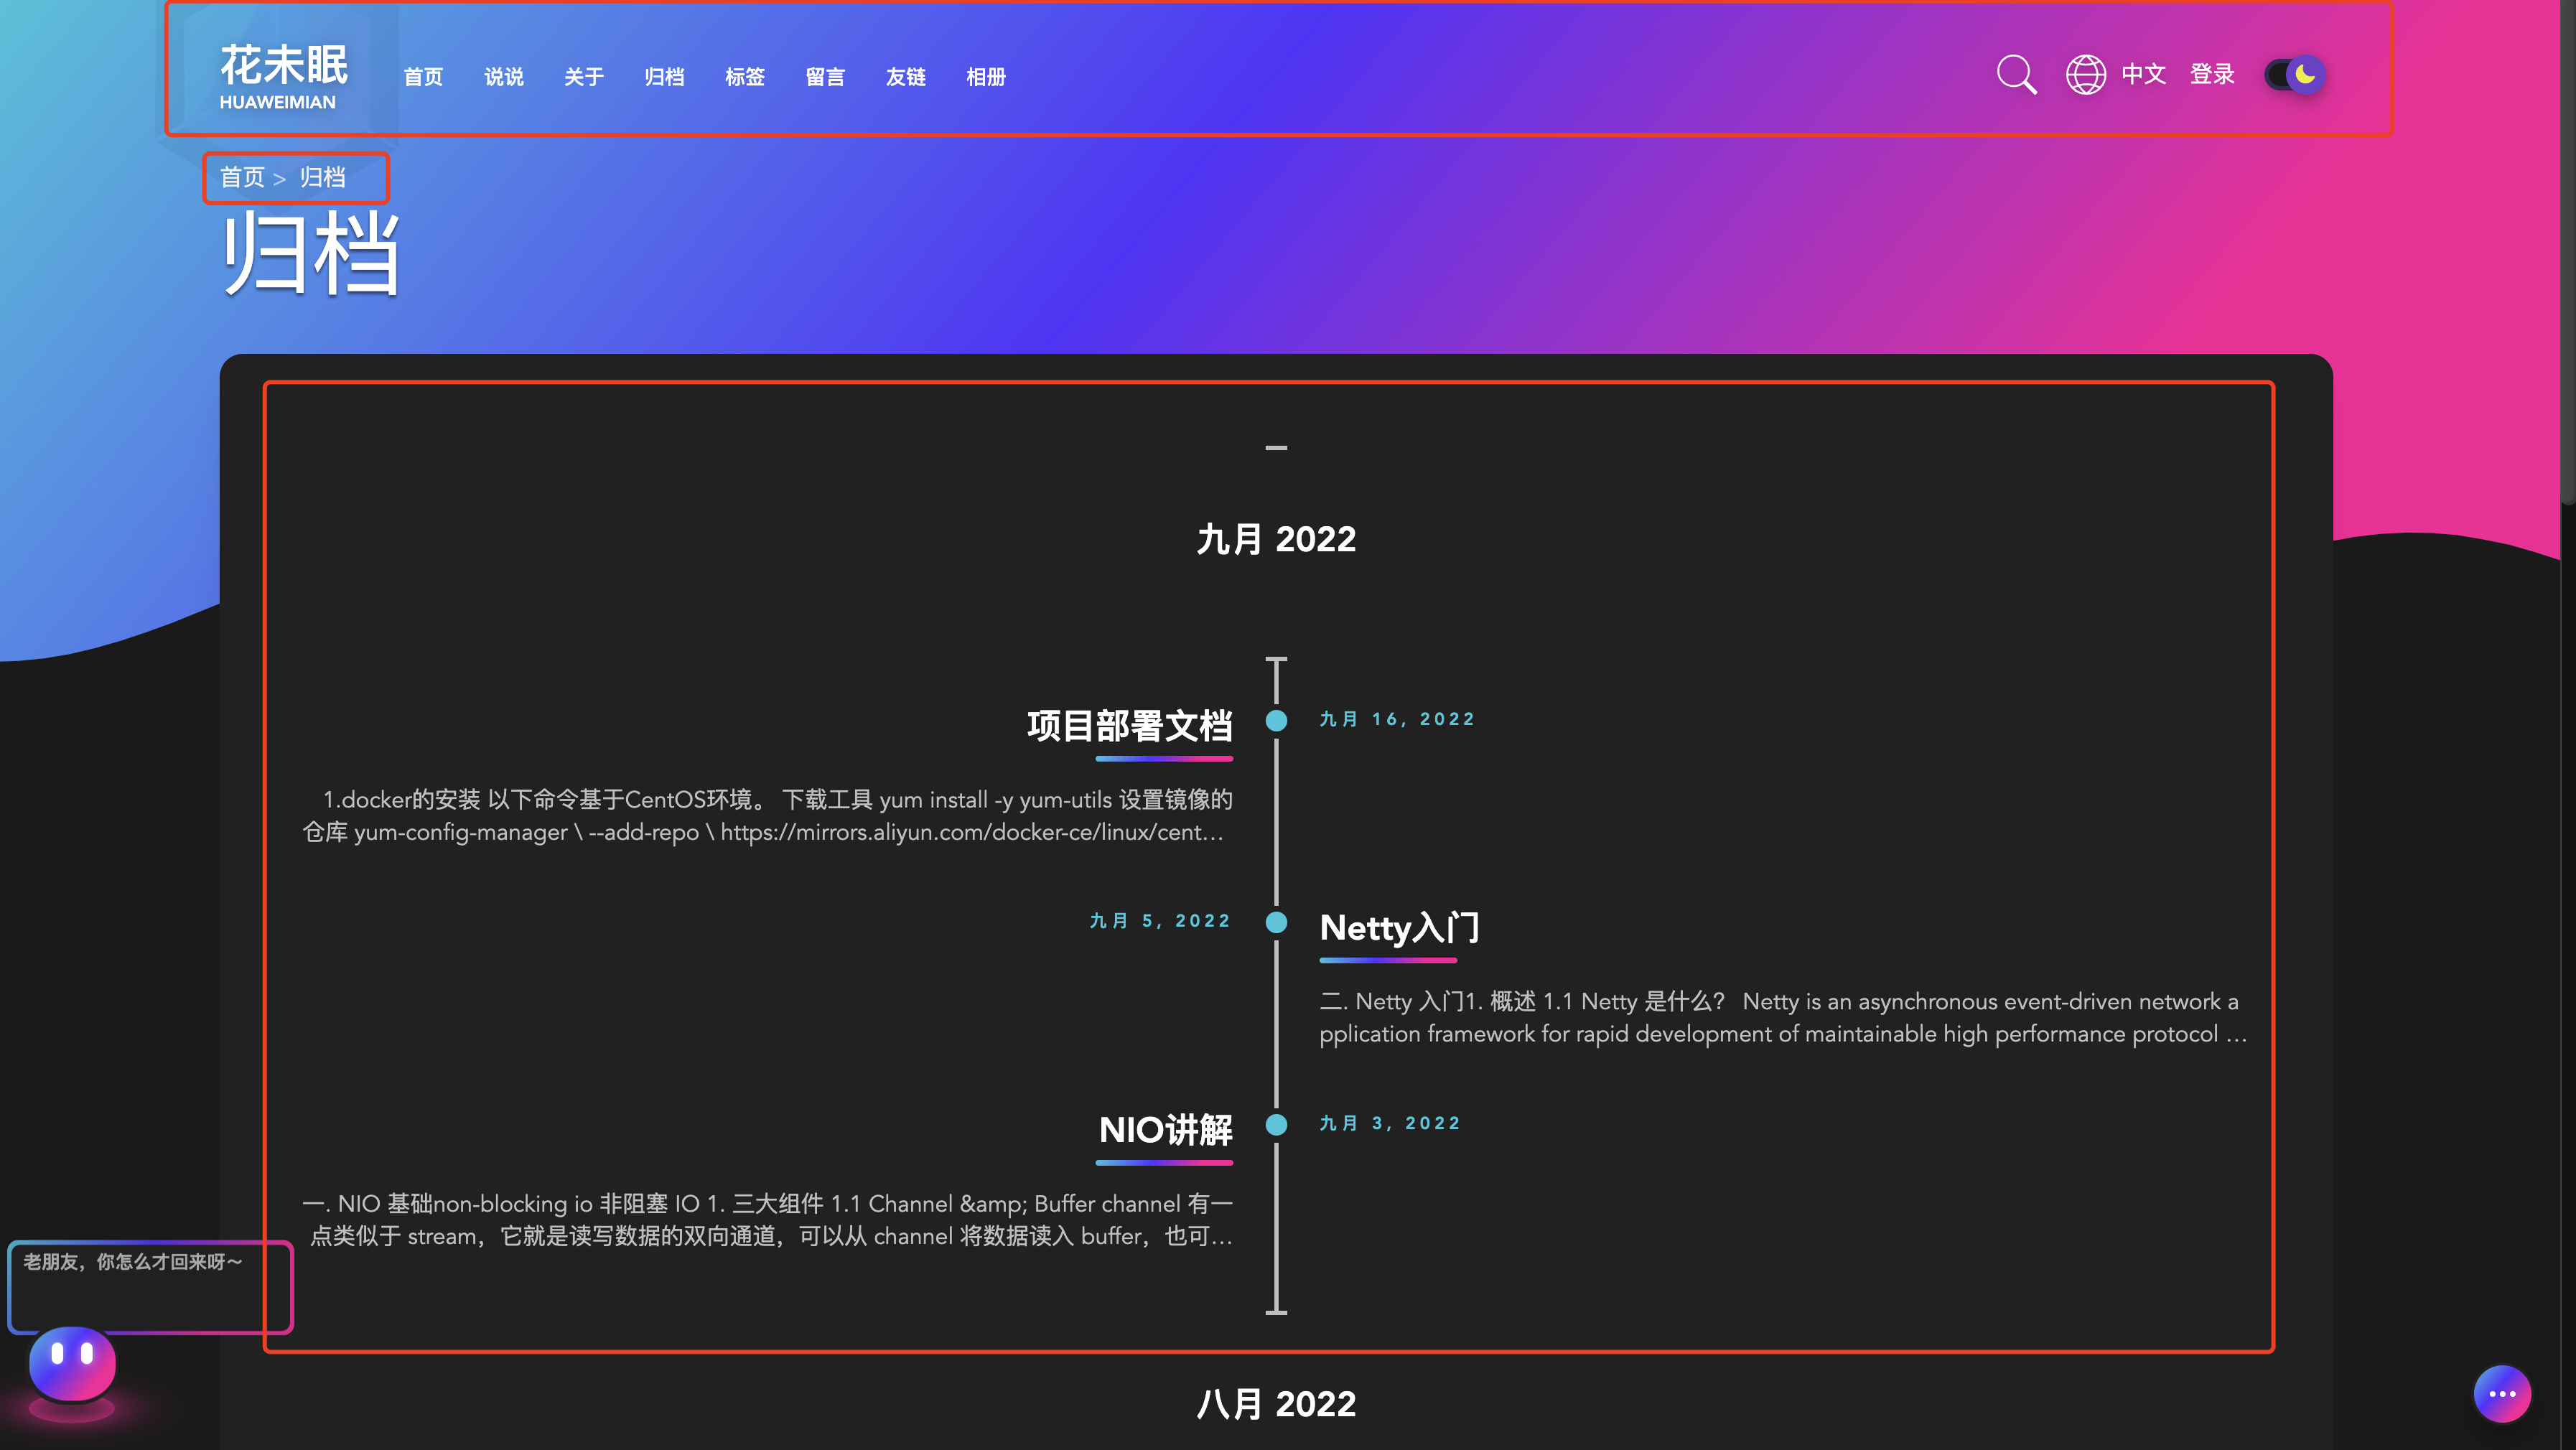 花未眠
HUAWEIMIAN
首页 说说 关于 归档 标签 留言 友链 相册
中文 登录
首页 > 归档
归档
九月 2022
项目部署文档
九月 16, 2022
1.docker的安装 以下命令基于CentOS环境。 下载工具 yum install -y yum-utils 设置镜像的
仓库 yum-config-manager \ --add-repo \ https://mirrors.aliyun.com/docker-ce/linux/cent...
九月 5, 2022
Netty入门
二. Netty 入门1. 概述 1.1 Netty 是什么？ Netty is an asynchronous event-driven network a
pplication framework for rapid development of maintainable high performance protocol ...
NIO讲解
九月 3, 2022
一. NIO 基础non-blocking io 非阻塞 IO 1. 三大组件 1.1 Channel &amp; Buffer channel 有一
点类似于 stream，它就是读写数据的双向通道，可以从 channel 将数据读入 buffer，也可...
老朋友，你怎么才回来呀～
八月 2022